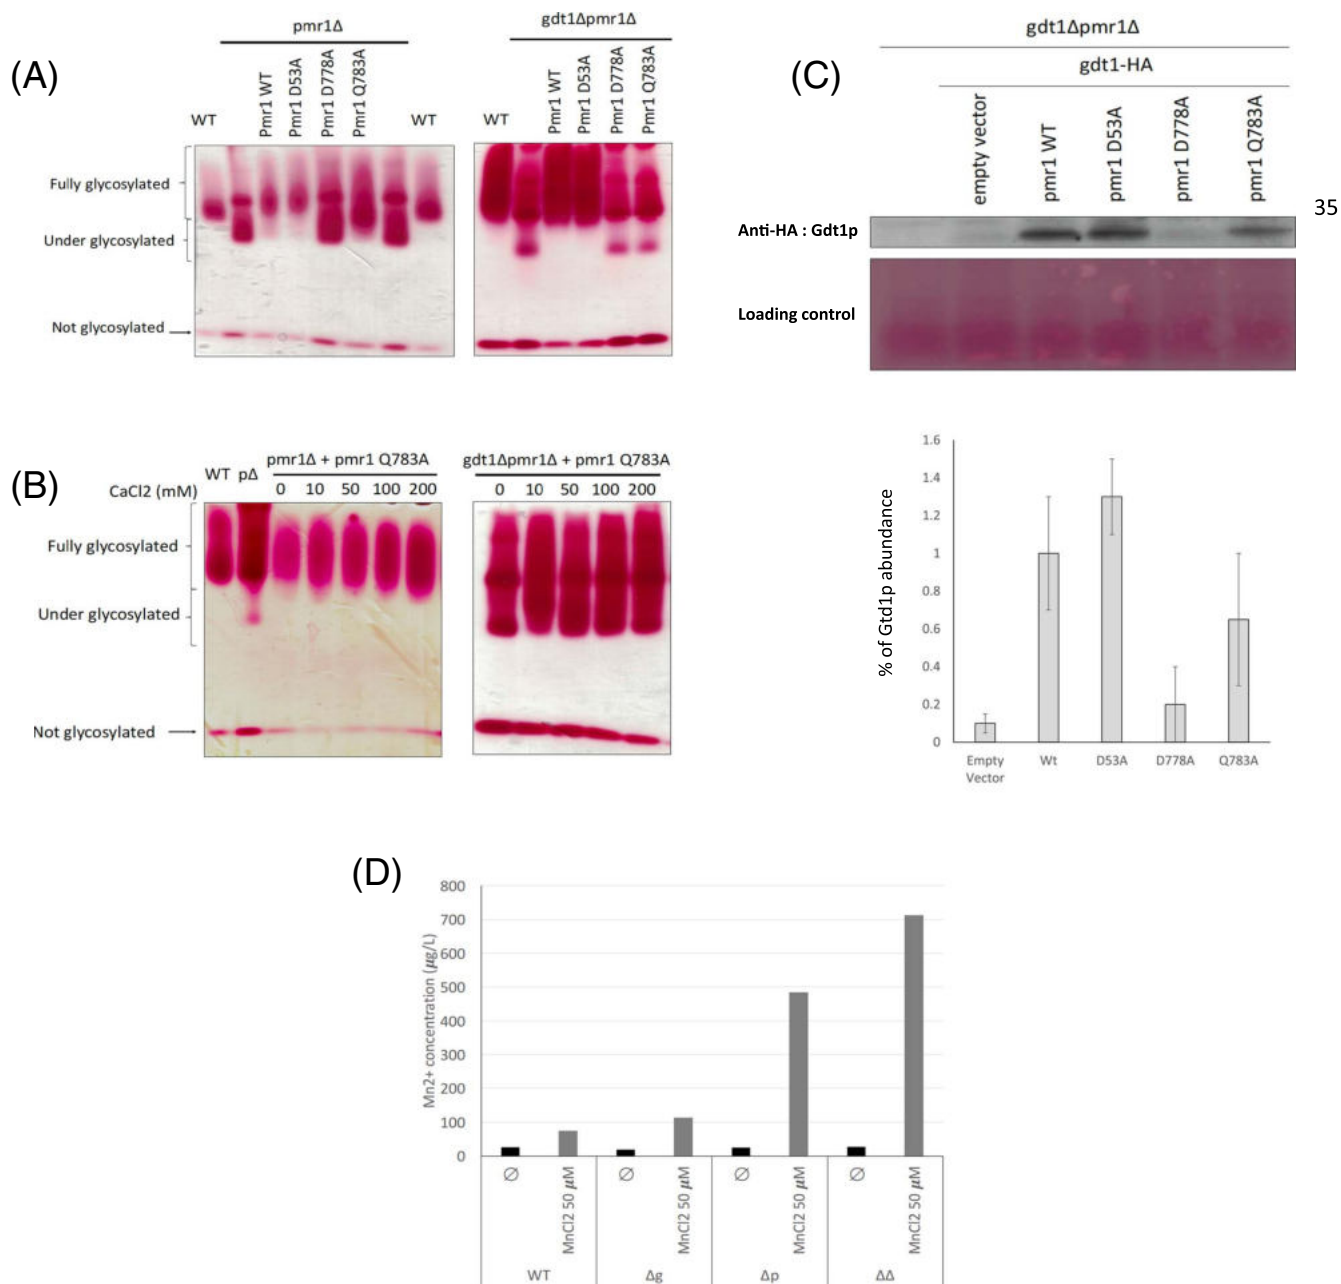 (A)
pmr1Δ
WT
Pmr1 WT
Pmr1 D53A
Pmr1 D778A
Pmr1 Q783A
WT
Fully glycosylated
Under glycosylated
Not glycosylated
gdt1Δpmr1Δ
WT
Pmr1 WT
Pmr1 D53A
Pmr1 D778A
Pmr1 Q783A
(C)
gdt1Δpmr1Δ
gdt1-HA
empty vector
pmr1 WT
pmr1 D53A
pmr1 D778A
pmr1 Q783A
35
Anti-HA : Gdt1p
Loading control
(B)
WT pΔ pmr1Δ + pmr1 Q783A
CaCl2 (mM) 0 10 50 100 200
Fully glycosylated
Under glycosylated
Not glycosylated
gdt1Δpmr1Δ + pmr1 Q783A
0 10 50 100 200
% of Gtd1p abundance
1.6
1.4
1.2
1
0.8
0.6
0.4
0.2
0
Empty Vector
Wt
D53A
D778A
Q783A
(D)
Mn2+ concentration (µg/L)
800
700
600
500
400
300
200
100
0
∅
MnCl2 50 µM
∅
MnCl2 50 µM
∅
MnCl2 50 µM
∅
MnCl2 50 µM
WT
Δg
Δp
ΔΔ